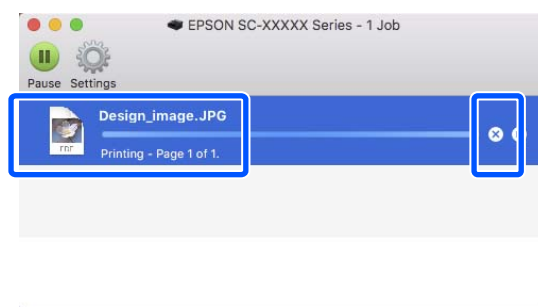 EPSON SC-XXXXX Series - 1 Job
Pause Settings
Design_image.JPG
Printing - Page 1 of 1.